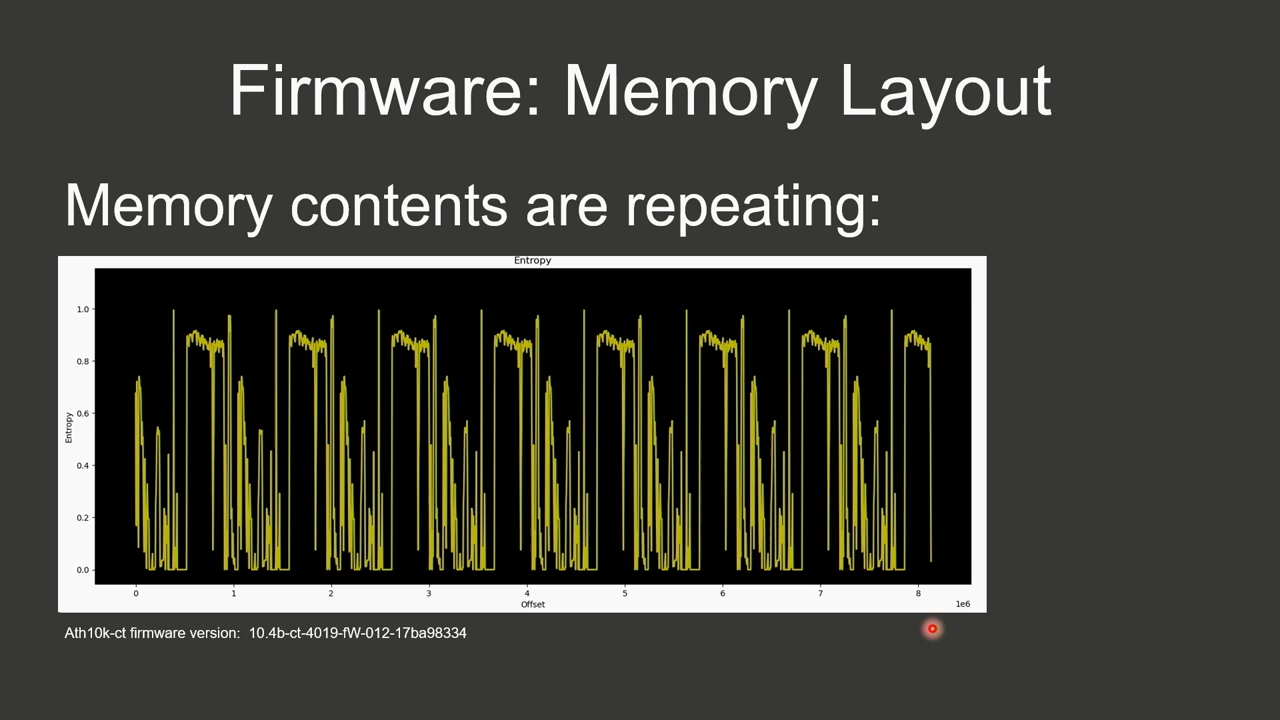 Firmware: Memory Layout
Memory contents are repeating:
Entropy
1.0
0.8
0.6
0.4
0.2
0.0
Entropy
0 1 2 3 4 5 6 7 8
Offset
1e6
Ath10k-ct firmware version: 10.4b-ct-4019-fW-012-17ba98334